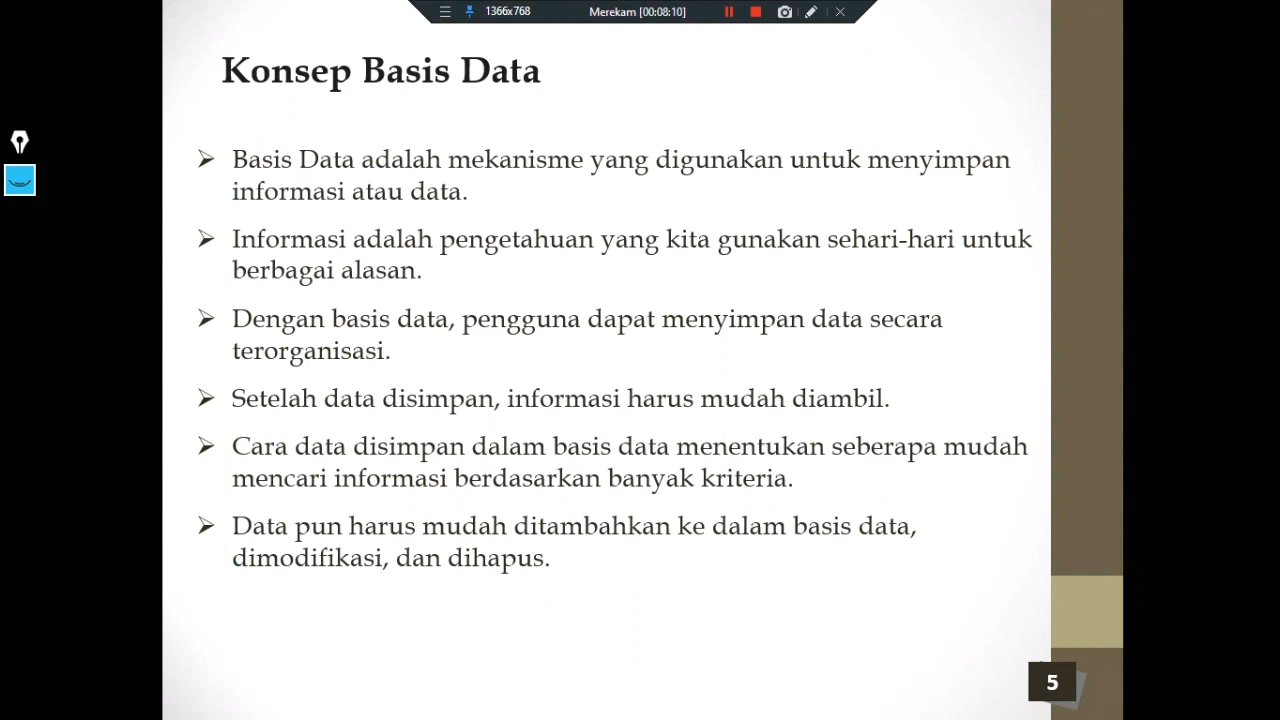 1366x768 Merekam [00:08:10]
Konsep Basis Data
Basis Data adalah mekanisme yang digunakan untuk menyimpan
informasi atau data.
Informasi adalah pengetahuan yang kita gunakan sehari-hari untuk
berbagai alasan.
Dengan basis data, pengguna dapat menyimpan data secara
terorganisasi.
Setelah data disimpan, informasi harus mudah diambil.
Cara data disimpan dalam basis data menentukan seberapa mudah
mencari informasi berdasarkan banyak kriteria.
Data pun harus mudah ditambahkan ke dalam basis data,
dimodifikasi, dan dihapus.
5